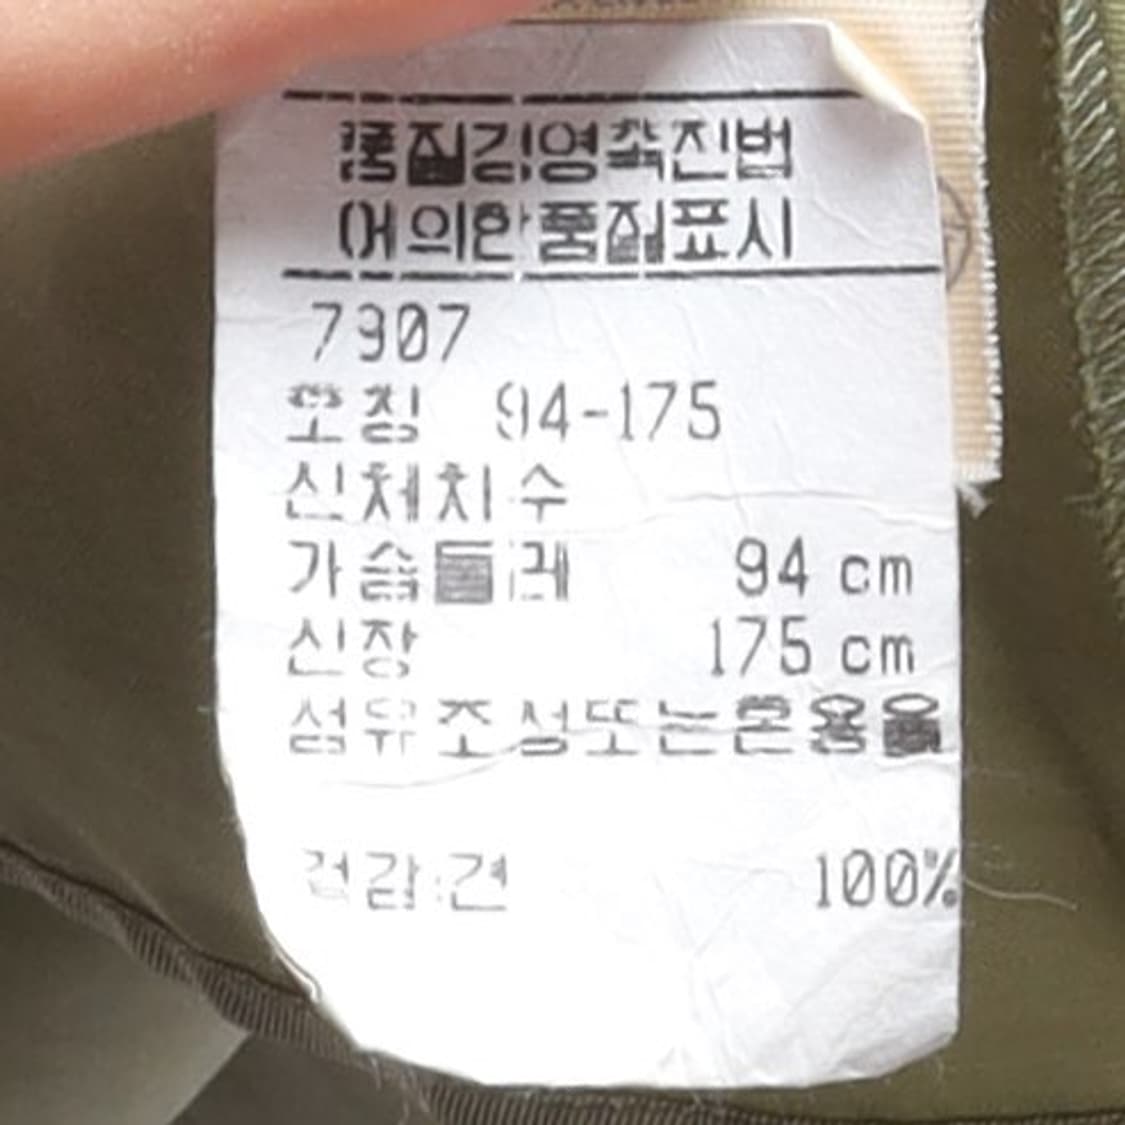 품질경영촉진법
에의한품질표시
7907
호칭 94-175
신체치수
가슴둘레 94 cm
신장 175 cm
섬유조성또는혼용율
겉감:면 100%